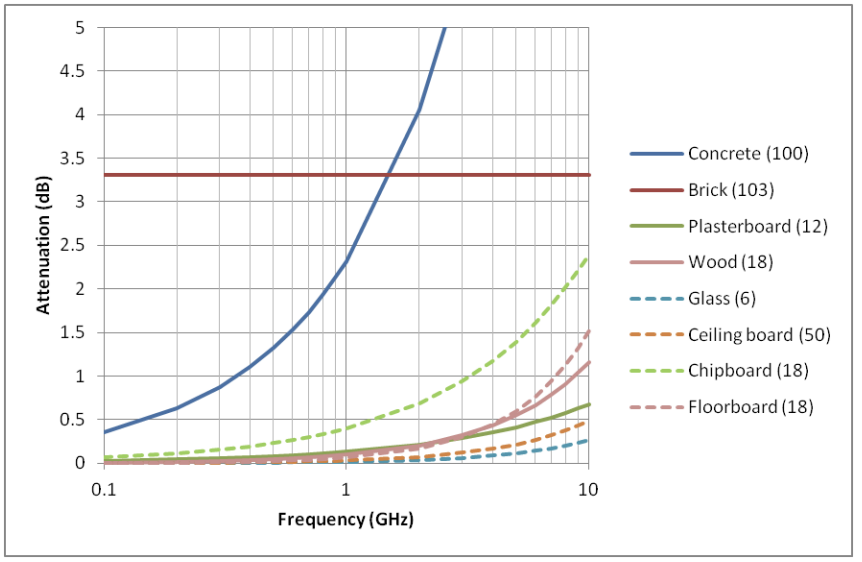 5
4.5
4
3.5
3
2.5
2
1.5
1
0.5
0
Attenuation (dB)
0.1
1
10
Frequency (GHz)
Concrete (100)
Brick (103)
Plasterboard (12)
Wood (18)
Glass (6)
Ceiling board (50)
Chipboard (18)
Floorboard (18)